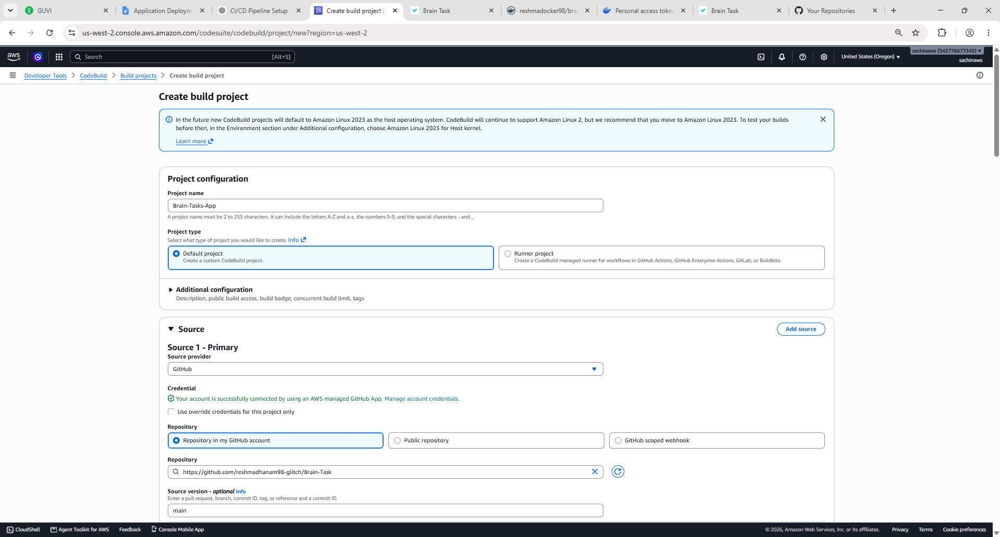 GUVI
Application Deploym
CI/CD Pipeline Setup
Create build project |
Brain Task
reshmadocker98/brai
Personal access token
Brain Task
Your Repositories
us-west-2.console.aws.amazon.com/codesuite/codebuild/project/new?region=us-west-2
aws
Search
[Alt+S]
United States (Oregon)
sachinaws (542776677345)
sachinaws
Developer Tools
CodeBuild
Build projects
Create build project
Create build project
In the future new CodeBuild projects will default to Amazon Linux 2023 as the host operating system. CodeBuild will continue to support Amazon Linux 2, but we recommend that you move to Amazon Linux 2023. To test your builds
before then, in the Environment section under Additional configuration, choose Amazon Linux 2023 for Host kernel.
Learn more
Project configuration
Project name
Brain-Tasks-App
A project name must be 2 to 255 characters. It can include the letters A-Z and a-z, the numbers 0-9, and the special characters - and _.
Project type
Select what type of project you would like to create. Info
Default project
Create a custom CodeBuild project.
Runner project
Create a CodeBuild managed runner for workflows in GitHub Actions, GitHub Enterprise Actions, GitLab, or Buildkite.
Additional configuration
Description, public build access, build badge, concurrent build limit, tags
Source
Add source
Source 1 - Primary
Source provider
GitHub
Credential
Your account is successfully connected by using an AWS managed GitHub App. Manage account credentials.
Use override credentials for this project only
Repository
Repository in my GitHub account
Public repository
GitHub scoped webhook
Repository
https://github.com/reshmadhanam98-glitch/Brain-Task
Source version - optional Info
Enter a pull request, branch, commit ID, tag, or reference and a commit ID.
main
CloudShell
Agent Toolkit for AWS
Feedback
Console Mobile App
© 2026, Amazon Web Services, Inc. or its affiliates.
Privacy
Terms
Cookie preferences